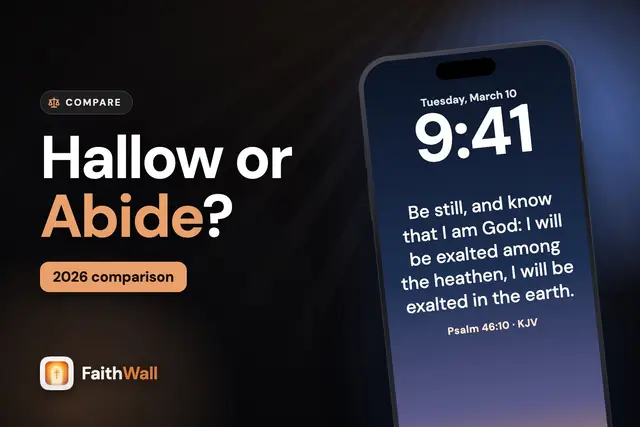 COMPARE
Hallow or
Abide?
2026 comparison
FaithWall
Tuesday, March 10
9:41
Be still, and know
that I am God: I will
be exalted among
the heathen, I will be
exalted in the earth.
Psalm 46:10 · KJV